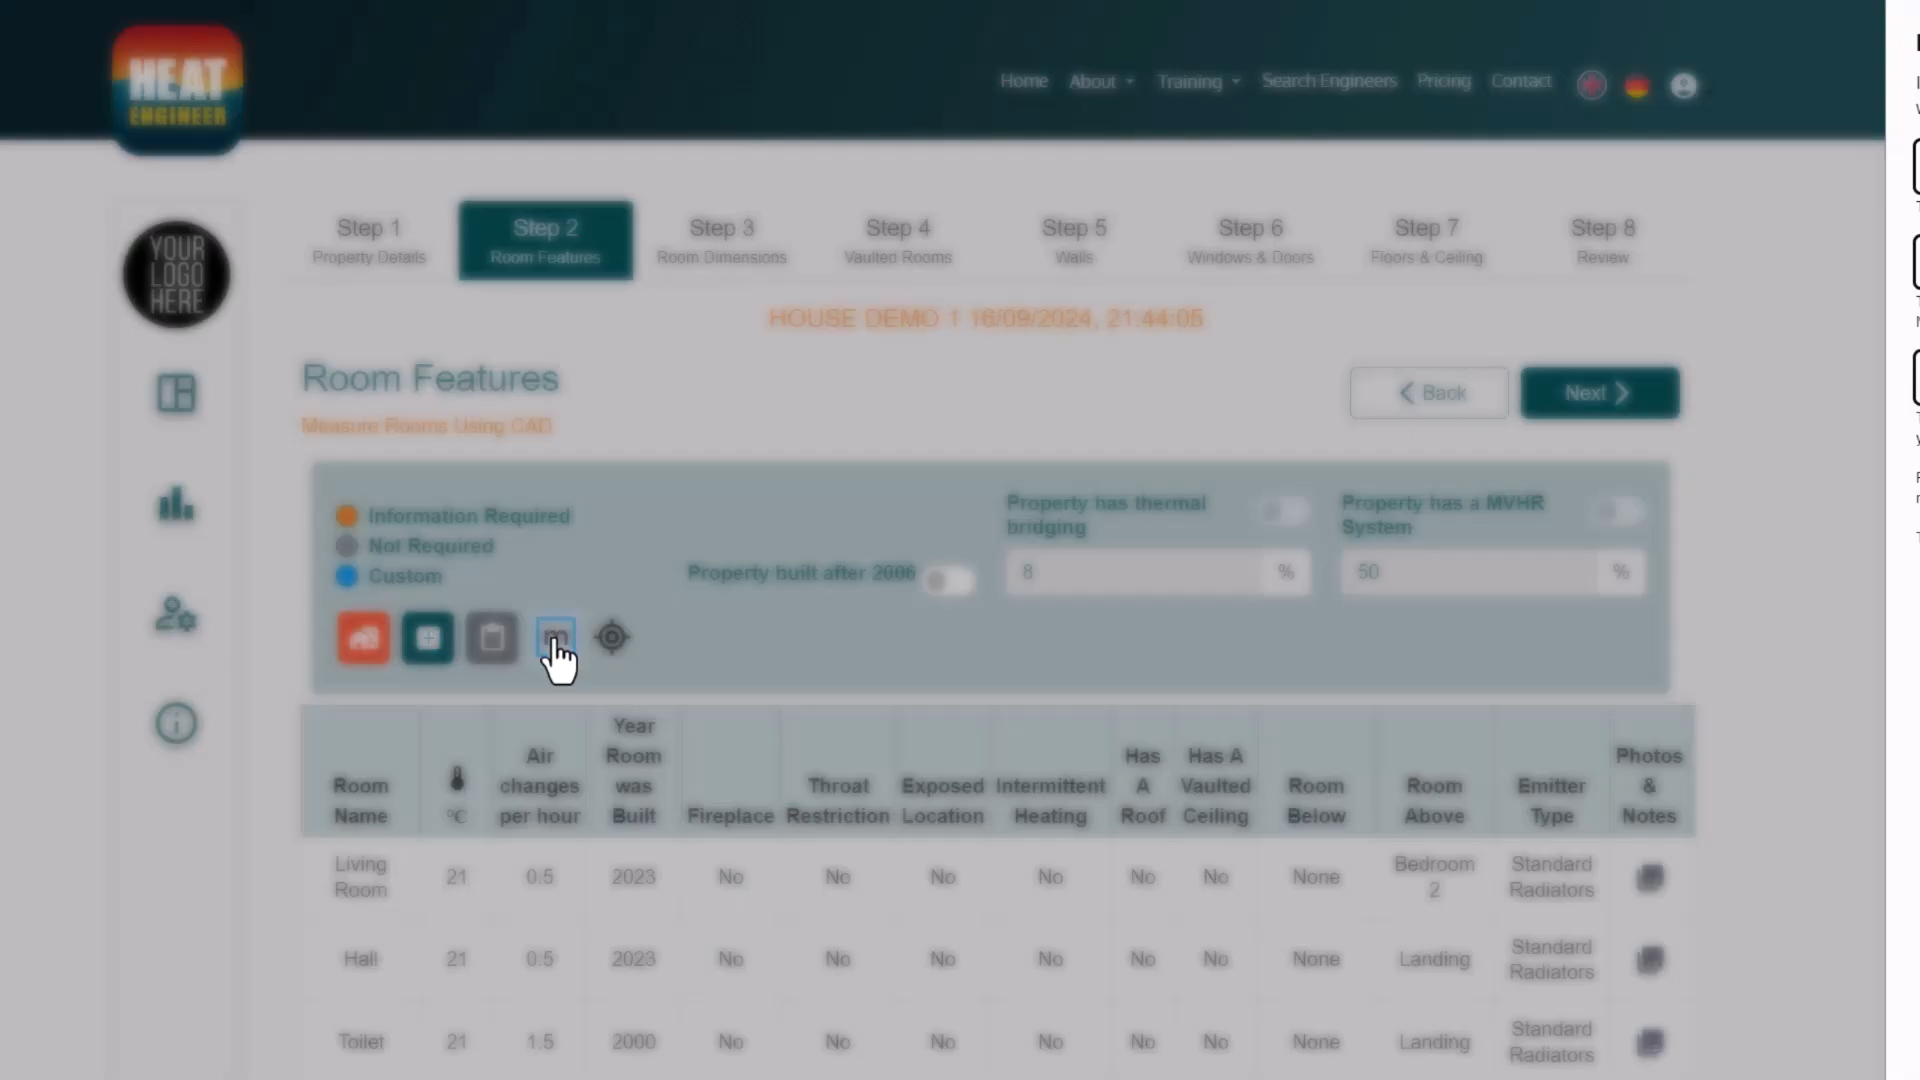 HEAT
ENGINEER
Home About Training Search Engineers Pricing Contact
YOUR
LOGO
HERE
Step 1
Property Details
Step 2
Room Features
Step 3
Room Dimensions
Step 4
Vaulted Rooms
Step 5
Walls
Step 6
Windows & Doors
Step 7
Floors & Ceiling
Step 8
Review
HOUSE DEMO 1 16/09/2024, 21:44:05
Room Features
Back
Next
Measure Rooms Using CAD
Information Required
Not Required
Custom
Property built after 2006
Property has thermal
bridging
8 %
Property has a MVHR
System
50 %
m
Room Name
°C
Air changes per hour
Year Room was Built
Fireplace
Throat Restriction
Exposed Location
Intermittent Heating
Has A Roof
Has A Vaulted Ceiling
Room Below
Room Above
Emitter Type
Photos & Notes
Living Room 21 0.5 2023 No No No No No No None Bedroom 2 Standard Radiators
Hall 21 0.5 2023 No No No No No No None Landing Standard Radiators
Toilet 21 1.5 2000 No No No No No No None Landing Standard Radiators